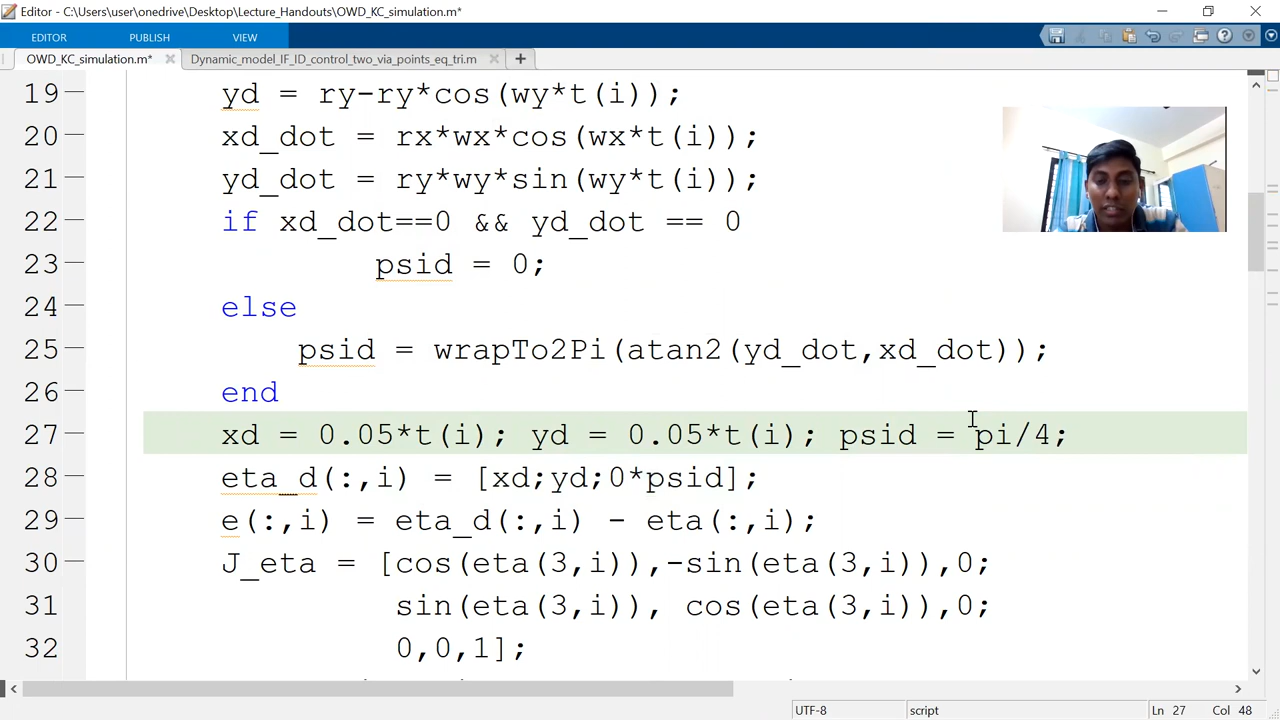 Editor - C:\Users\user\onedrive\Desktop\Lecture_Handouts\OWD_KC_simulation.m*
EDITOR PUBLISH VIEW
OWD_KC_simulation.m* Dynamic_model_IF_ID_control_two_via_points_eq_tri.m
19 yd = ry-ry*cos(wy*t(i));
20 xd_dot = rx*wx*cos(wx*t(i));
21 yd_dot = ry*wy*sin(wy*t(i));
22 if xd_dot==0 && yd_dot == 0
23 psid = 0;
24 else
25 psid = wrapTo2Pi(atan2(yd_dot,xd_dot));
26 end
27 xd = 0.05*t(i); yd = 0.05*t(i); psid = pi/4;
28 eta_d(:,i) = [xd;yd;0*psid];
29 e(:,i) = eta_d(:,i) - eta(:,i);
30 J_eta = [cos(eta(3,i)),-sin(eta(3,i)),0;
31 sin(eta(3,i)), cos(eta(3,i)),0;
32 0,0,1];
UTF-8 script Ln 27 Col 48